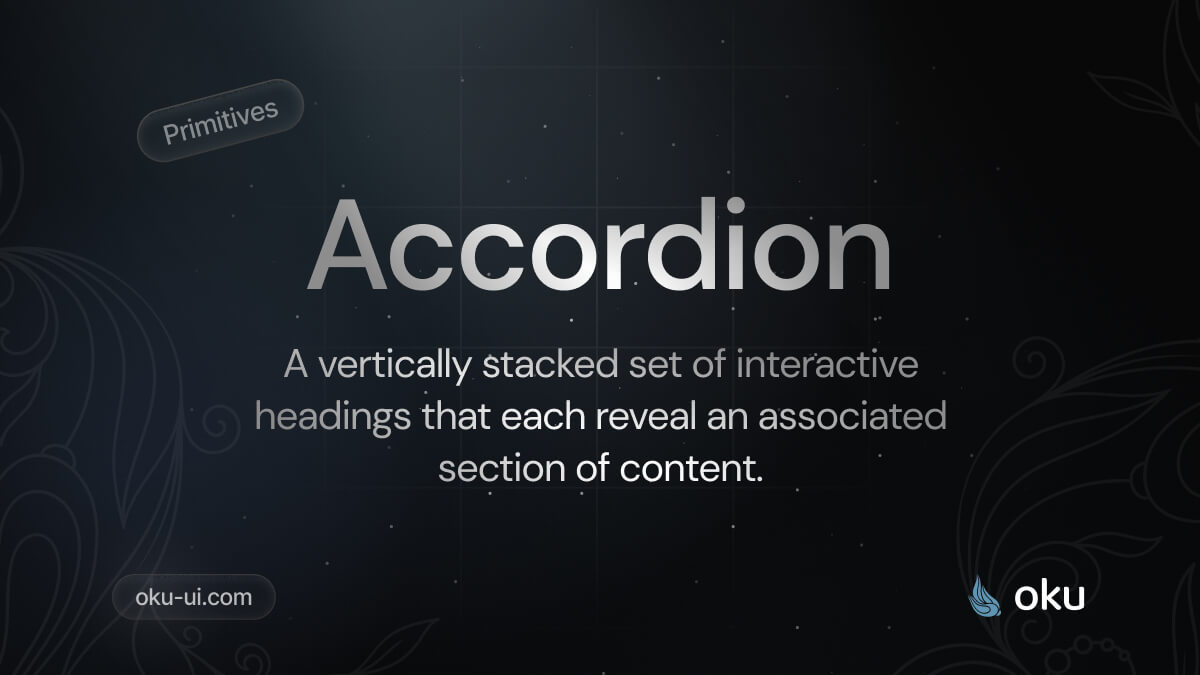 Primitives
Accordion
A vertically stacked set of interactive
headings that each reveal an associated
section of content.
oku-ui.com
oku